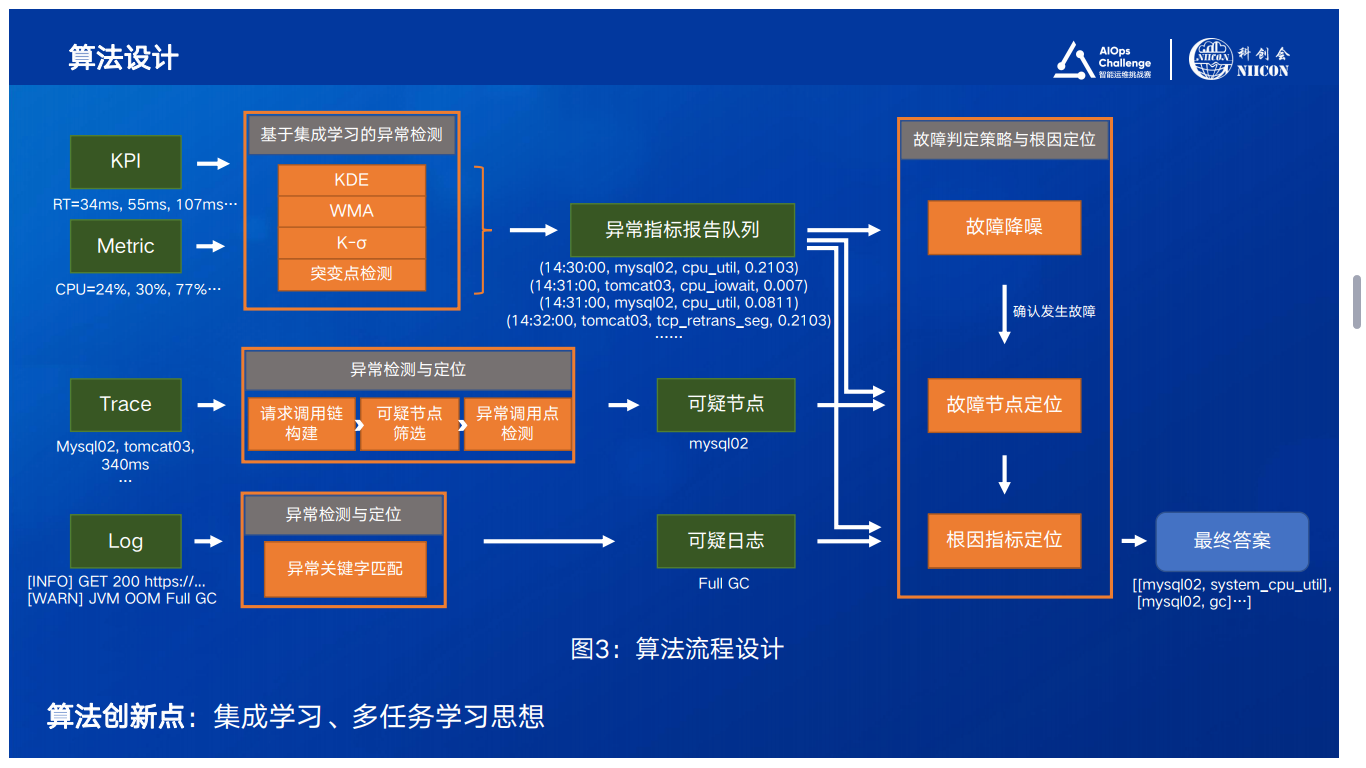 算法设计
AIOps
Challenge
智能运维挑战赛
NIICON
科创会
NIICON
KPI
RT=34ms, 55ms, 107ms…
Metric
CPU=24%, 30%, 77%…
基于集成学习的异常检测
KDE
WMA
K-σ
突变点检测
异常指标报告队列
(14:30:00, mysql02, cpu_util, 0.2103)
(14:31:00, tomcat03, cpu_iowait, 0.007)
(14:31:00, mysql02, cpu_util, 0.0811)
(14:32:00, tomcat03, tcp_retrans_seg, 0.2103)
……
Trace
Mysql02, tomcat03,
340ms
…
异常检测与定位
请求调用链
构建
可疑节点
筛选
异常调用点
检测
可疑节点
mysql02
Log
[INFO] GET 200 https://...
[WARN] JVM OOM Full GC
异常检测与定位
异常关键字匹配
可疑日志
Full GC
故障判定策略与根因定位
故障降噪
确认发生故障
故障节点定位
根因指标定位
最终答案
[[mysql02, system_cpu_util],
[mysql02, gc]…]
图3：算法流程设计
算法创新点：集成学习、多任务学习思想